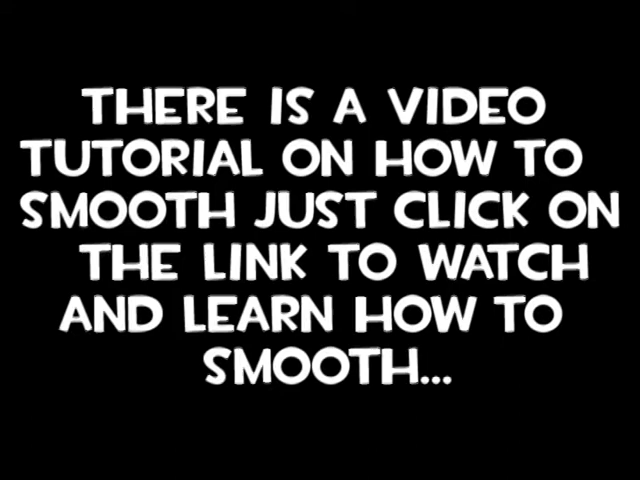 THERE IS A VIDEO
TUTORIAL ON HOW TO
SMOOTH JUST CLICK ON
THE LINK TO WATCH
AND LEARN HOW TO
SMOOTH...